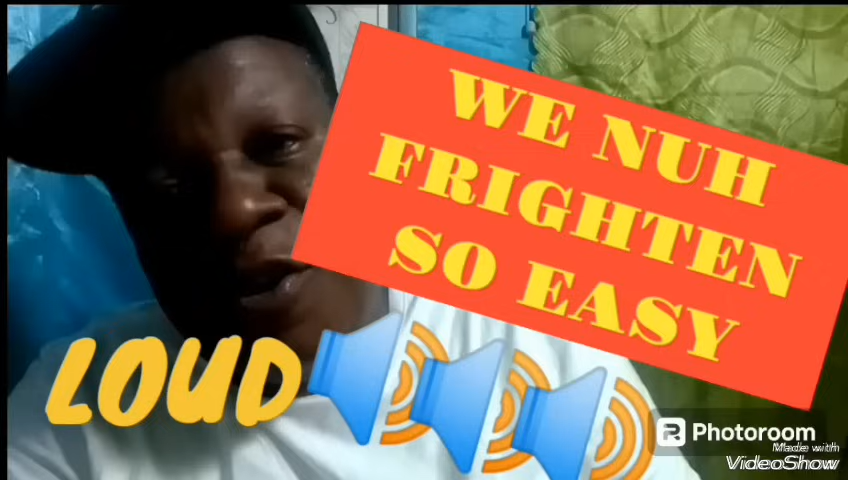 WE NUH
FRIGHTEN
SO EASY
LOUD
Photoroom
Made with
VideoShow